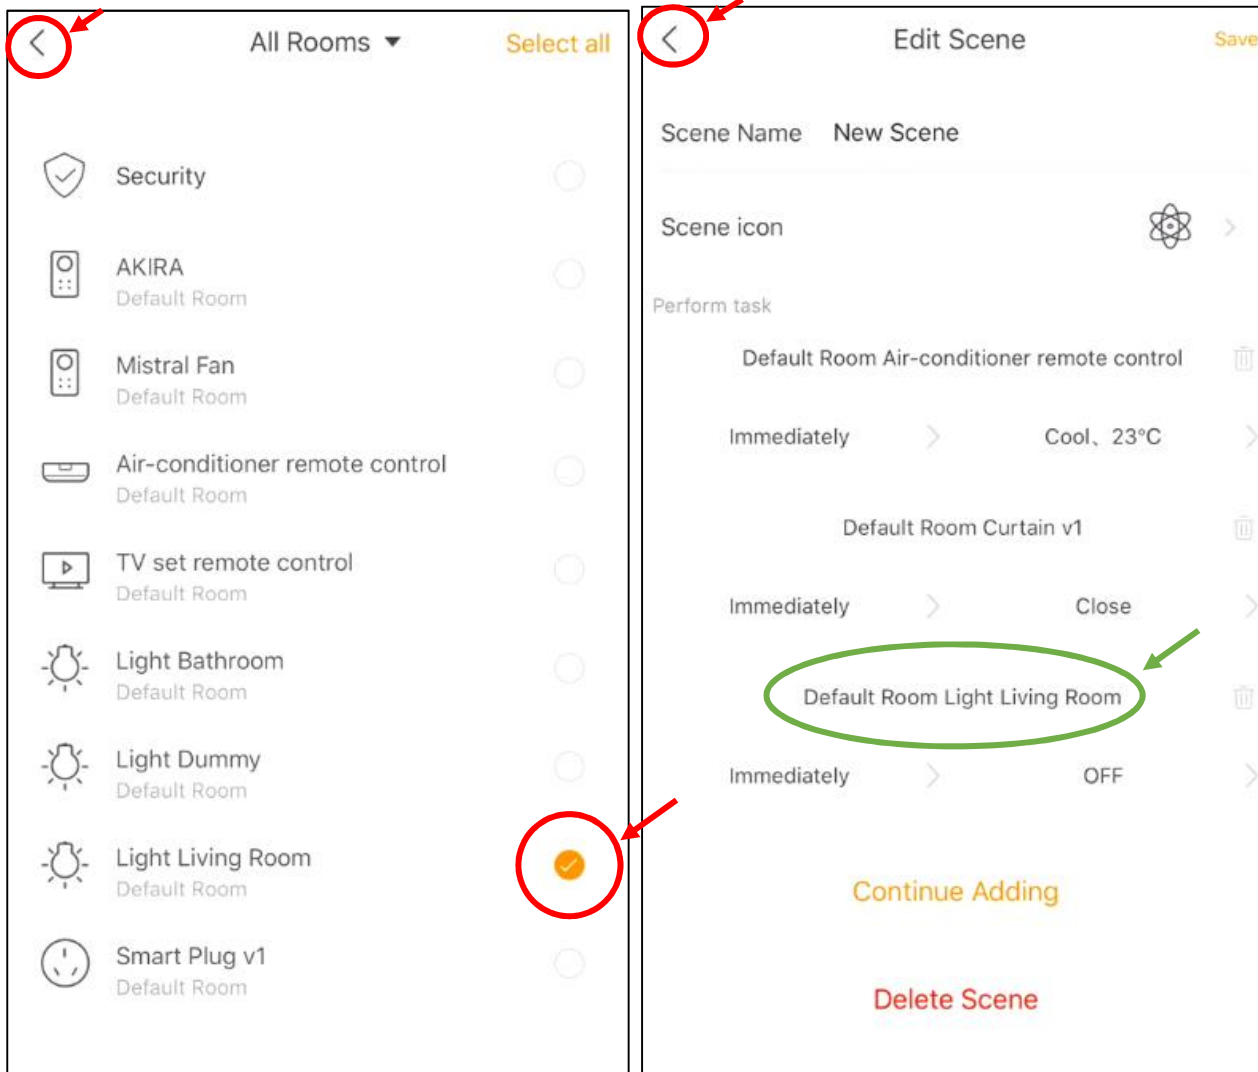 All Rooms ▼
Select all
Security
AKIRA
Default Room
Mistral Fan
Default Room
Air-conditioner remote control
Default Room
TV set remote control
Default Room
Light Bathroom
Default Room
Light Dummy
Default Room
Light Living Room
Default Room
Smart Plug v1
Default Room
Edit Scene
Save
Scene Name New Scene
Scene icon
Perform task
Default Room Air-conditioner remote control
Immediately Cool、23°C
Default Room Curtain v1
Immediately Close
Default Room Light Living Room
Immediately OFF
Continue Adding
Delete Scene